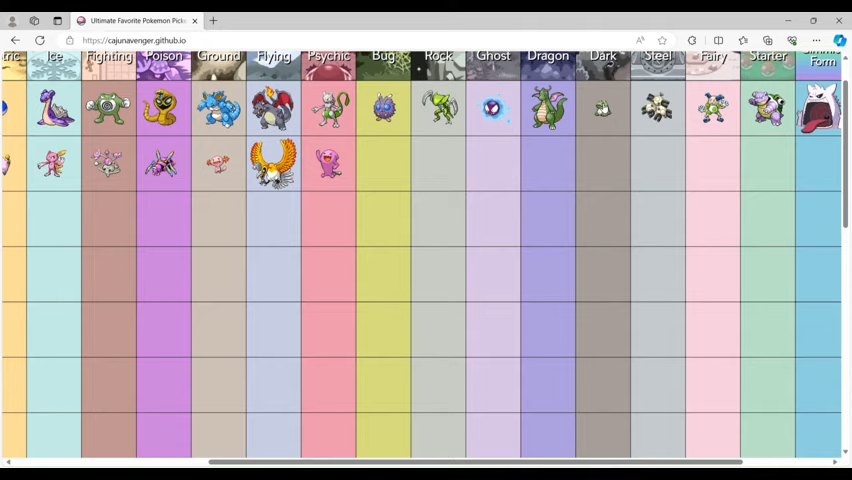 Ultimate Favorite Pokemon Pick
https://cajunavenger.github.io
Ice Fighting Poison Ground Flying Psychic Bug Rock Ghost Dragon Dark Steel Fairy Starter
Form